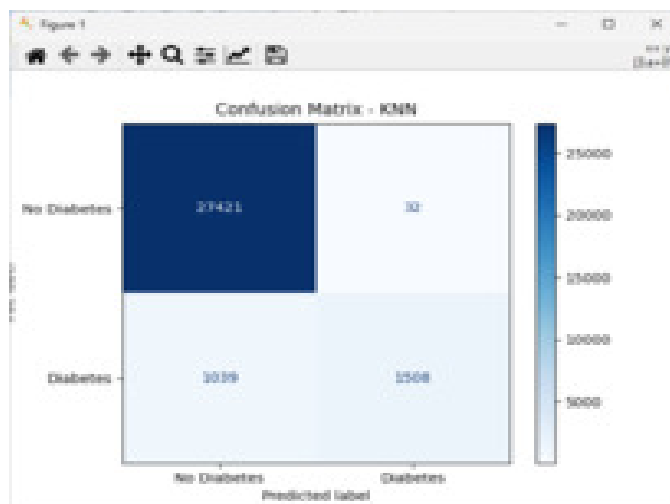 Figure 1
Confusion Matrix - KNN
No Diabetes
27421
32
Diabetes
1039
1508
25000
20000
15000
5000
No Diabetes
Diabetes
Predicted label